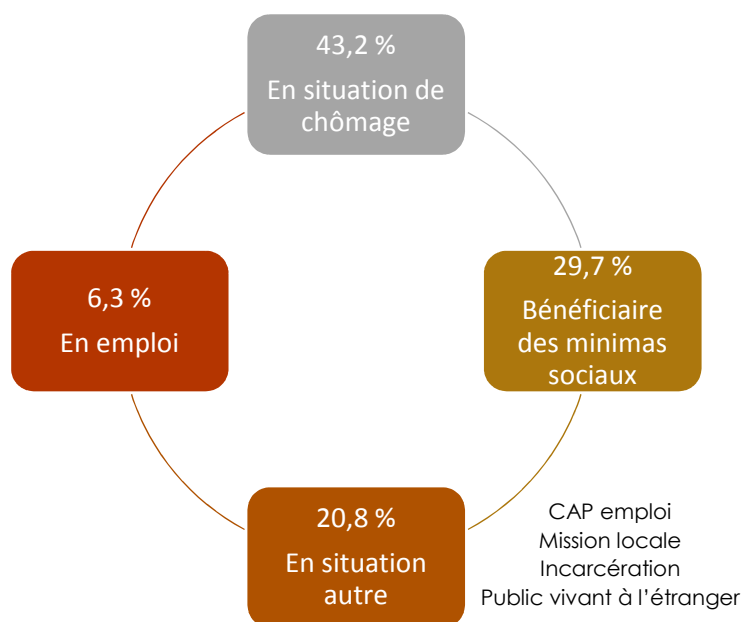 43,2 %
En situation de
chômage
6,3 %
En emploi
29,7 %
Bénéficiaire
des minimas
sociaux
20,8 %
En situation
autre
CAP emploi
Mission locale
Incarcération
Public vivant à l'étranger